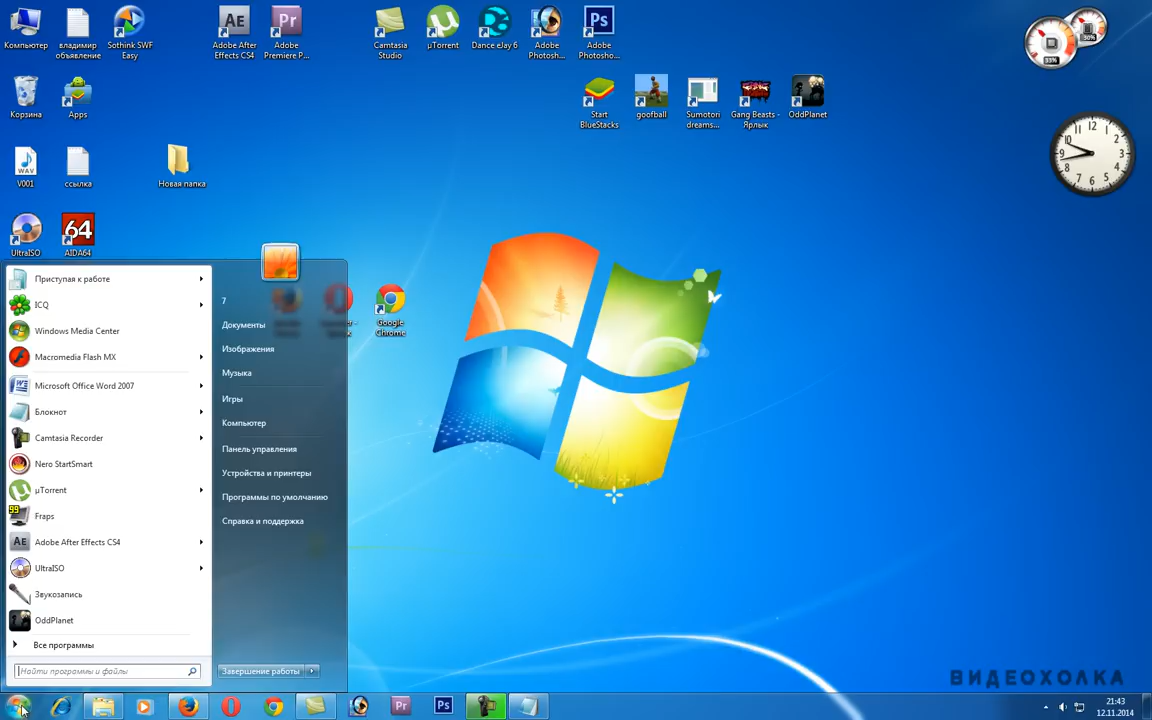 Компьютер
владимир
объявление
Sothink SWF
Easy
Adobe After
Effects CS4
Adobe
Premiere P...
Camtasia
Studio
µTorrent
Dance eJay 6
Adobe
Photosh...
Adobe
Photosho...
Корзина
Apps
Start
BlueStacks
goofball
Sumotori
dreams...
Gang Beasts -
Ярлык
OddPlanet
V001
ссылка
Новая папка
UltraISO
AIDA64
Google
Chrome
Приступая к работе
ICQ
Windows Media Center
Macromedia Flash MX
Microsoft Office Word 2007
Блокнот
Camtasia Recorder
Nero StartSmart
µTorrent
Fraps
Adobe After Effects CS4
UltraISO
Звукозапись
OddPlanet
Все программы
Найти программы и файлы
7
Документы
Изображения
Музыка
Игры
Компьютер
Панель управления
Устройства и принтеры
Программы по умолчанию
Справка и поддержка
Завершение работы
ВИДЕОХОЛКА
21:43
12.11.2014